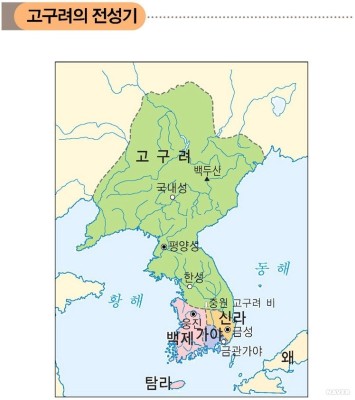 고구려의 전성기
고구려
백두산
국내성
평양성
동해
한성
황해
중원 고구려 비
신라
웅진
금성
백제
가야
금관가야
왜
탐라